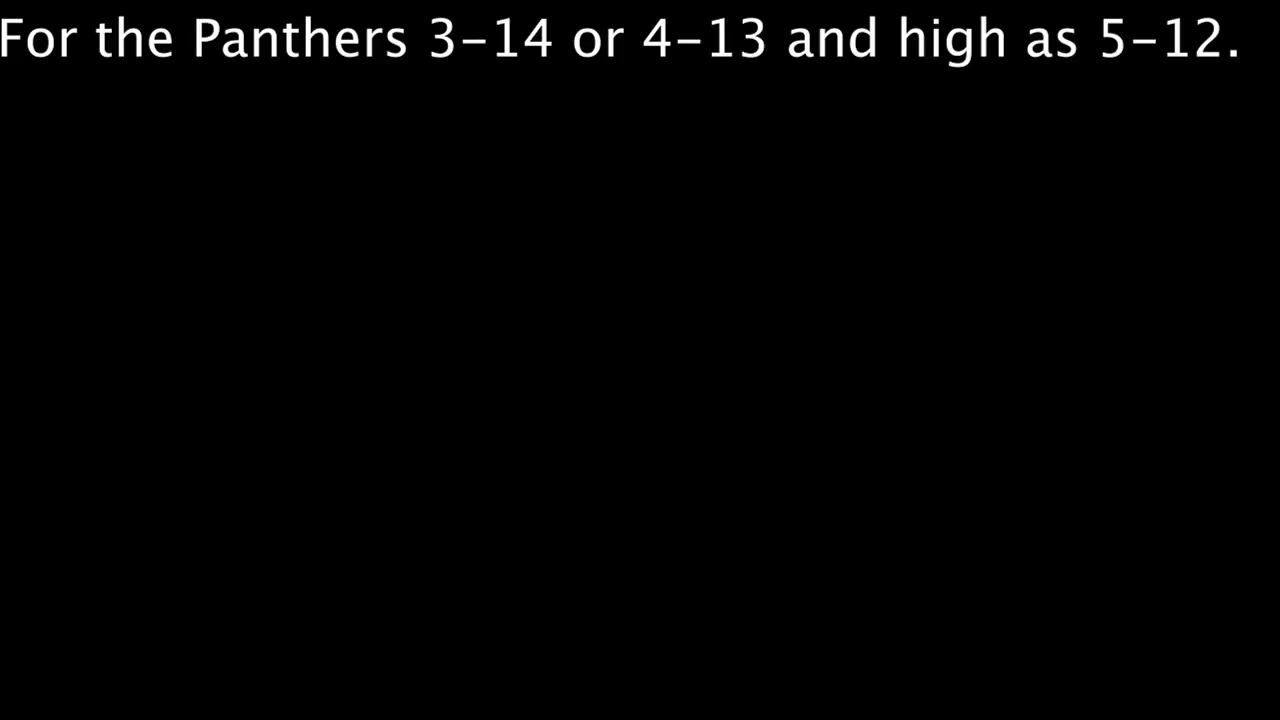 For the Panthers 3-14 or 4-13 and high as 5-12.